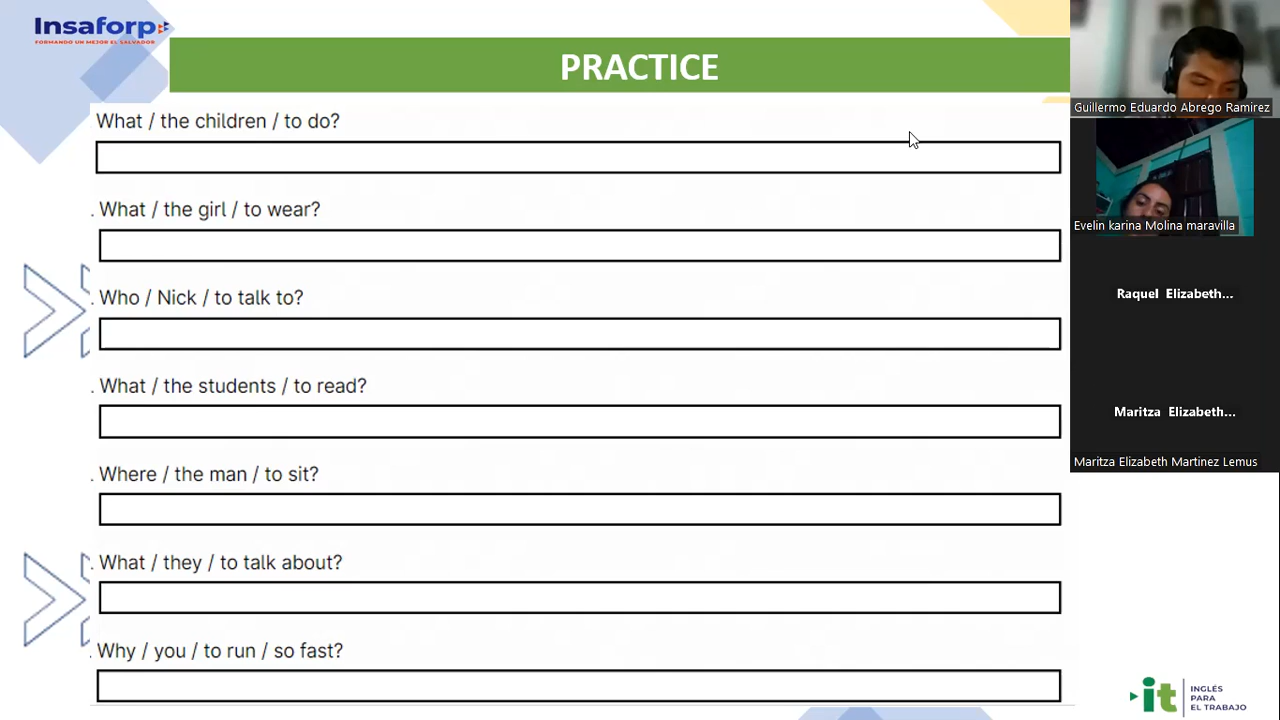 Insaforp
FORMANDO UN MEJOR EL SALVADOR
PRACTICE
What / the children / to do?
. What / the girl / to wear?
. Who / Nick / to talk to?
. What / the students / to read?
. Where / the man / to sit?
. What / they / to talk about?
. Why / you / to run / so fast?
Guillermo Eduardo Abrego Ramirez
Evelin karina Molina maravilla
Raquel Elizabeth...
Maritza Elizabeth...
Maritza Elizabeth Martinez Lemus
it
INGLÉS
PARA
EL TRABAJO